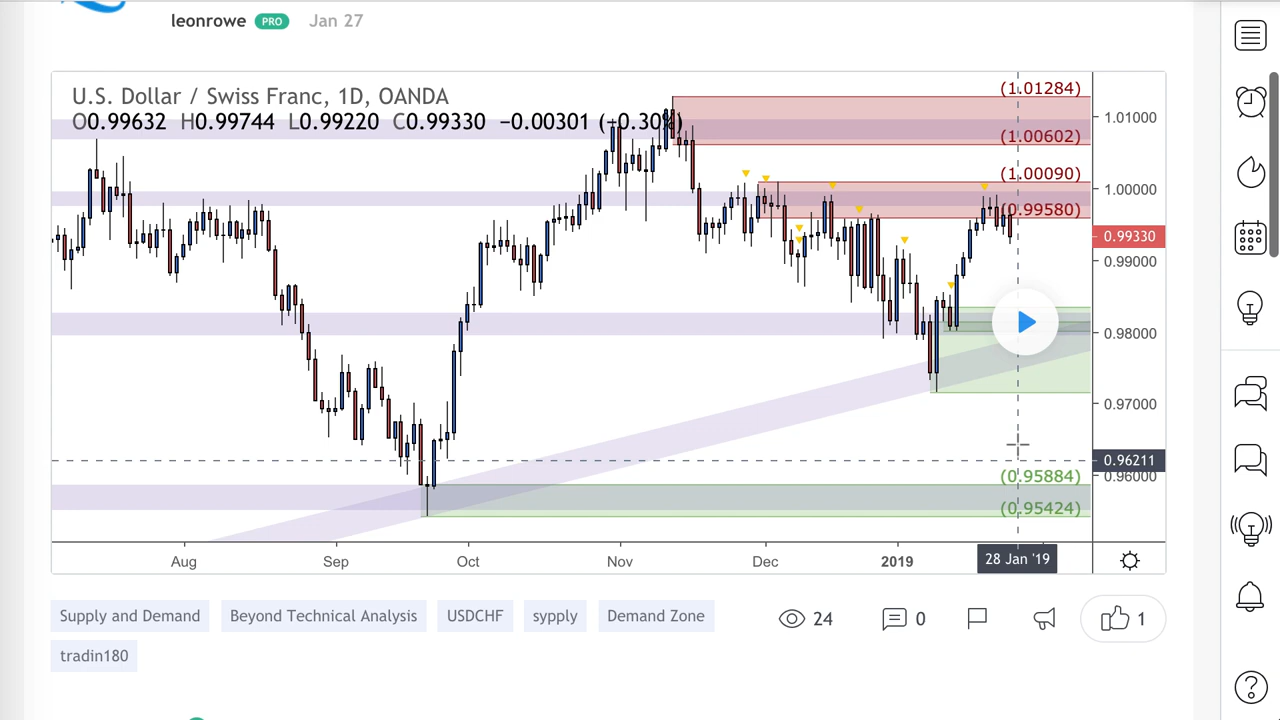 leonrowe PRO Jan 27
U.S. Dollar / Swiss Franc, 1D, OANDA
O0.99632 H0.99744 L0.99220 C0.99330 −0.00301 (−0.30%)
(1.01284)
1.01000
(1.00602)
(1.00090)
1.00000
(0.99580)
0.99330
0.99000
0.98000
0.97000
0.96211
(0.95884)
0.96000
(0.95424)
Aug Sep Oct Nov Dec 2019 28 Jan '19
Supply and Demand Beyond Technical Analysis USDCHF sypply Demand Zone 24 0 1
tradin180